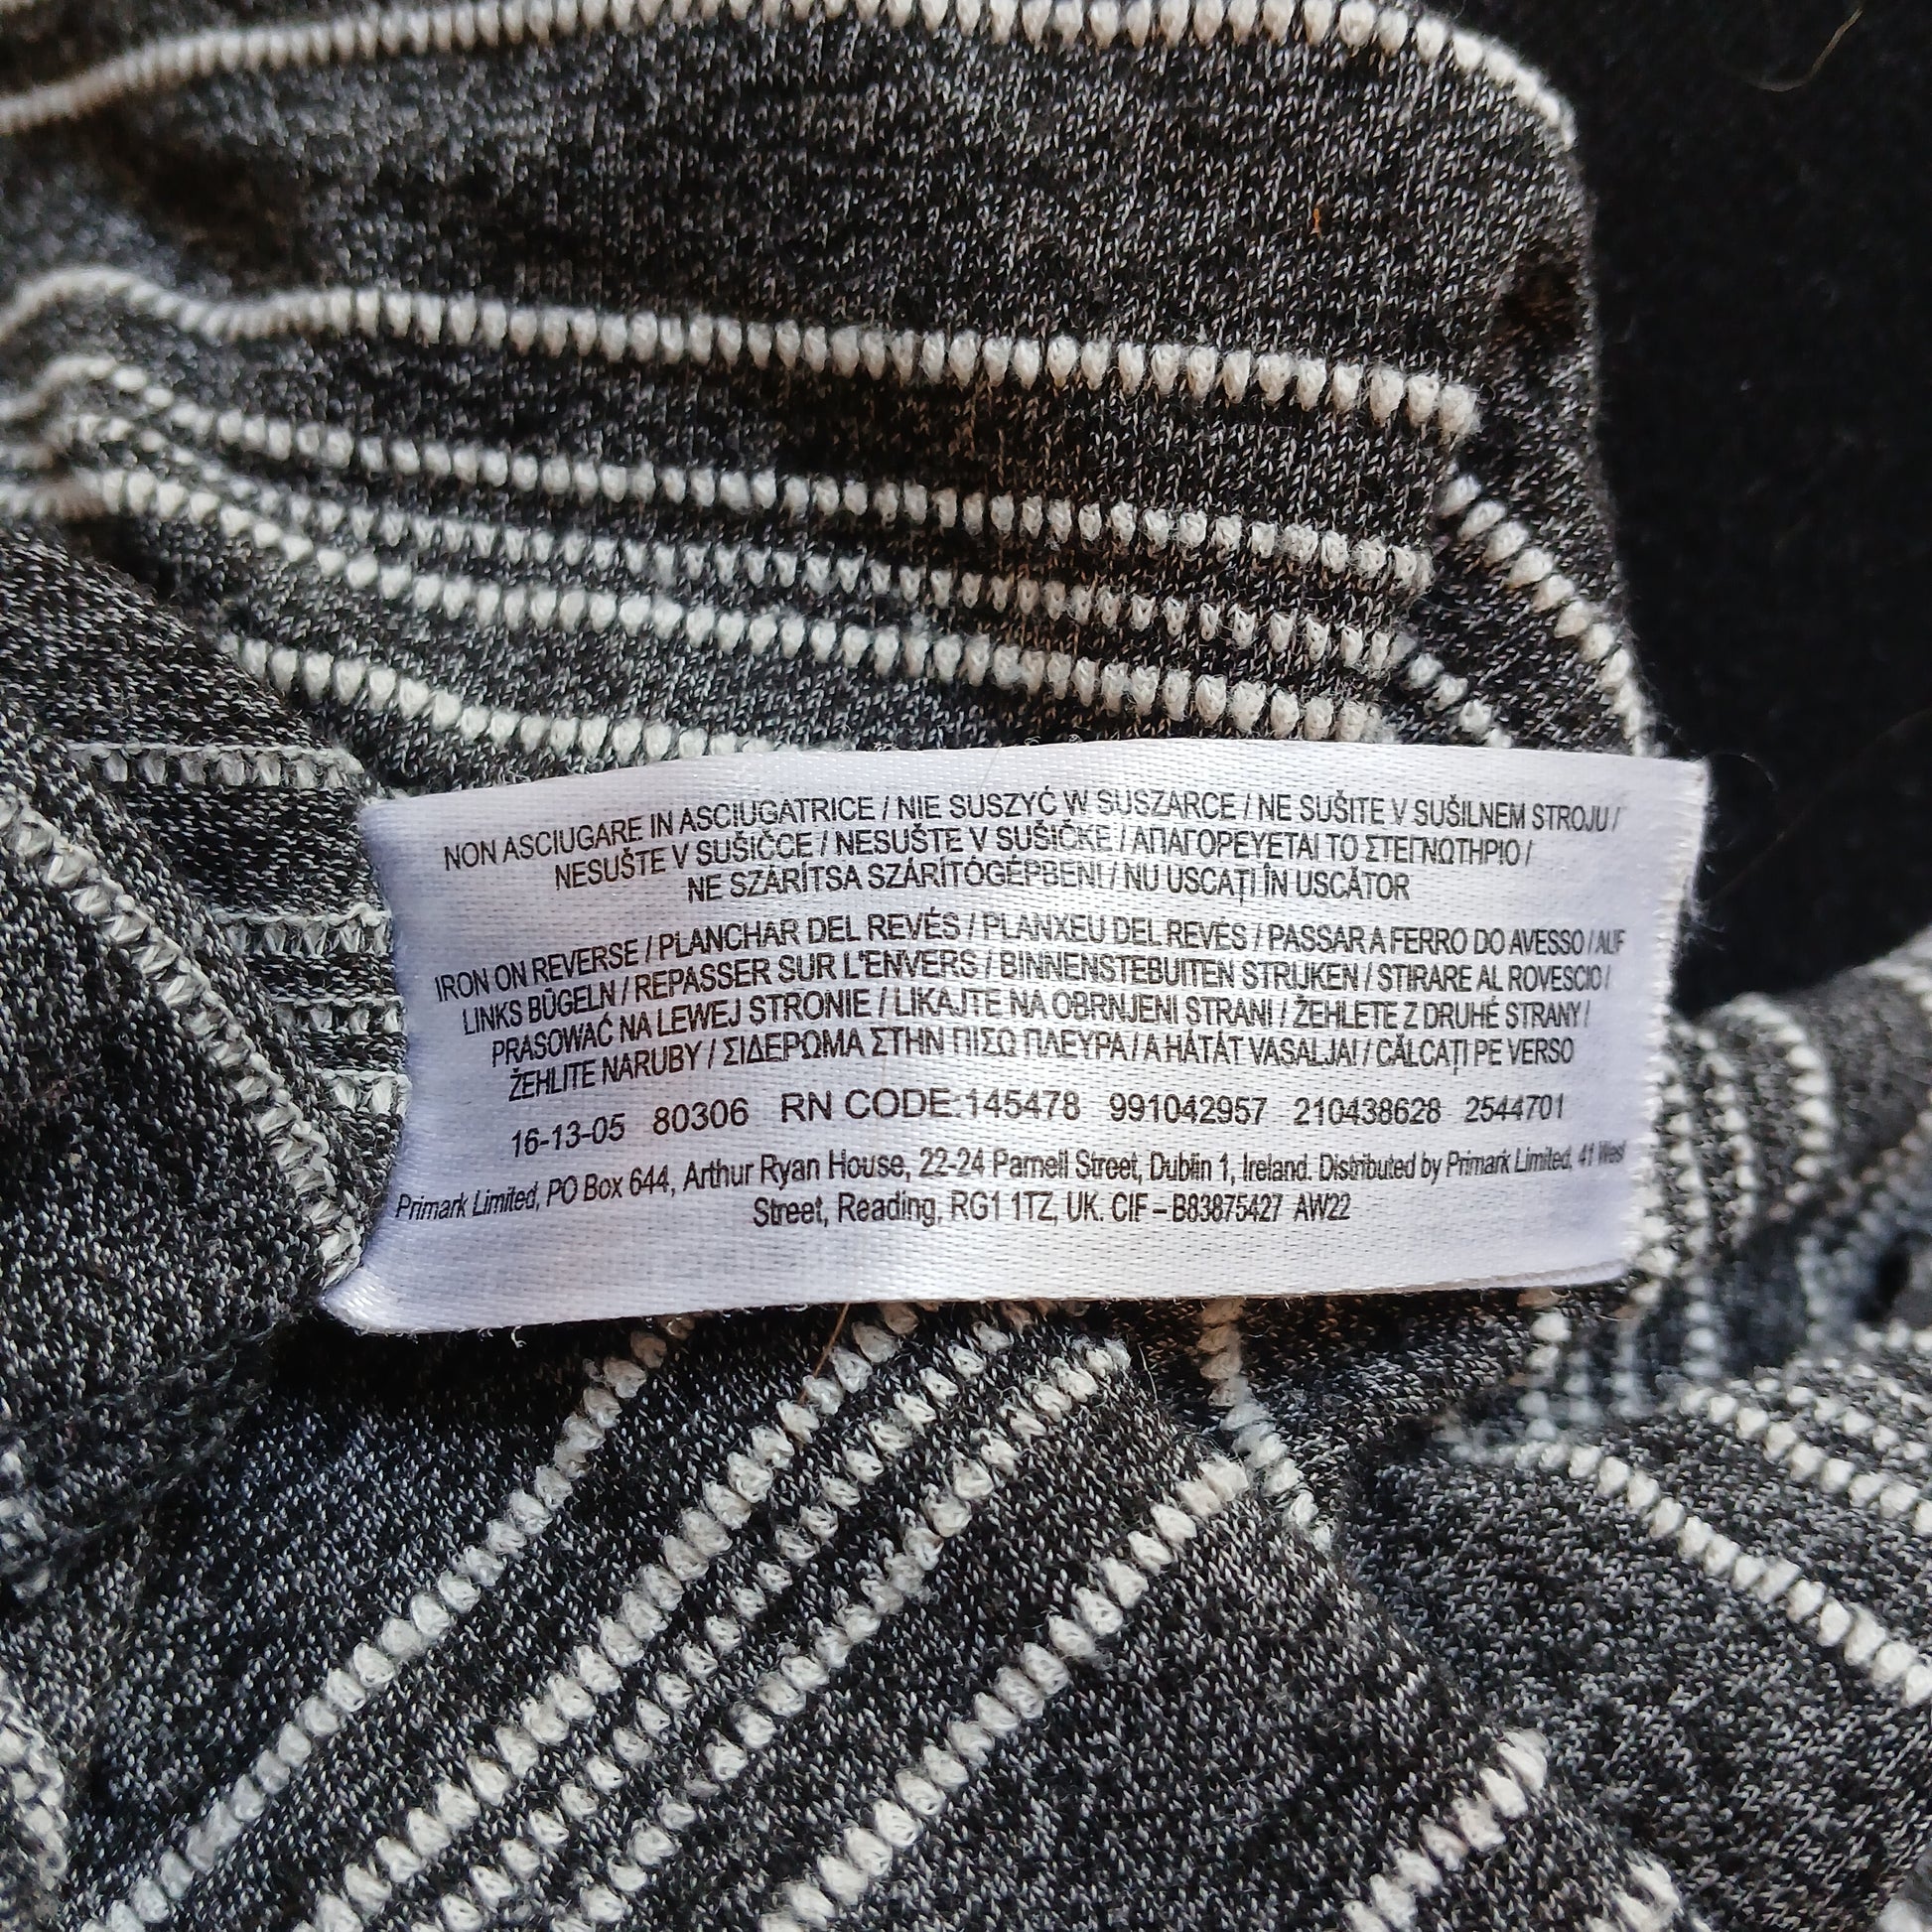 NON ASCIUGARE IN ASCIUGATRICE / NIE SUSZYĆ W SUSZARCE / NE SUŠITE V SUŠILNEM STROJU /
NESUŠTE V SUŠIČCE / NESUŠTE V SUŠIČKE / ΑΠΑΓΟΡΕΥΕΤΑΙ ΤΟ ΣΤΕΓΝΩΤΗΡΙΟ /
NE SZÁRÍTSA SZÁRÍTÓGÉPBEN! / NU USCAȚI ÎN USCĂTOR
IRON ON REVERSE / PLANCHAR DEL REVÉS / PLANXEU DEL REVÉS / PASSAR A FERRO DO AVESSO / AUF
LINKS BÜGELN / REPASSER SUR L'ENVERS / BINNENSTEBUITEN STRIJKEN / STIRARE AL ROVESCIO /
PRASOWAĆ NA LEWEJ STRONIE / LIKAJTE NA OBRNJENI STRANI / ŽEHLETE Z DRUHÉ STRANY /
ŽEHLITE NARUBY / ΣΙΔΕΡΩΜΑ ΣΤΗΝ ΠΙΣΩ ΠΛΕΥΡΑ / A HÁTÁT VASALJA! / CĂLCAȚI PE VERSO
16-13-05 80306 RN CODE:145478 991042957 210438628 2544701
Primark Limited, PO Box 644, Arthur Ryan House, 22-24 Parnell Street, Dublin 1, Ireland. Distributed by Primark Limited, 41 West
Street, Reading, RG1 1TZ, UK. CIF – B83875427 AW22